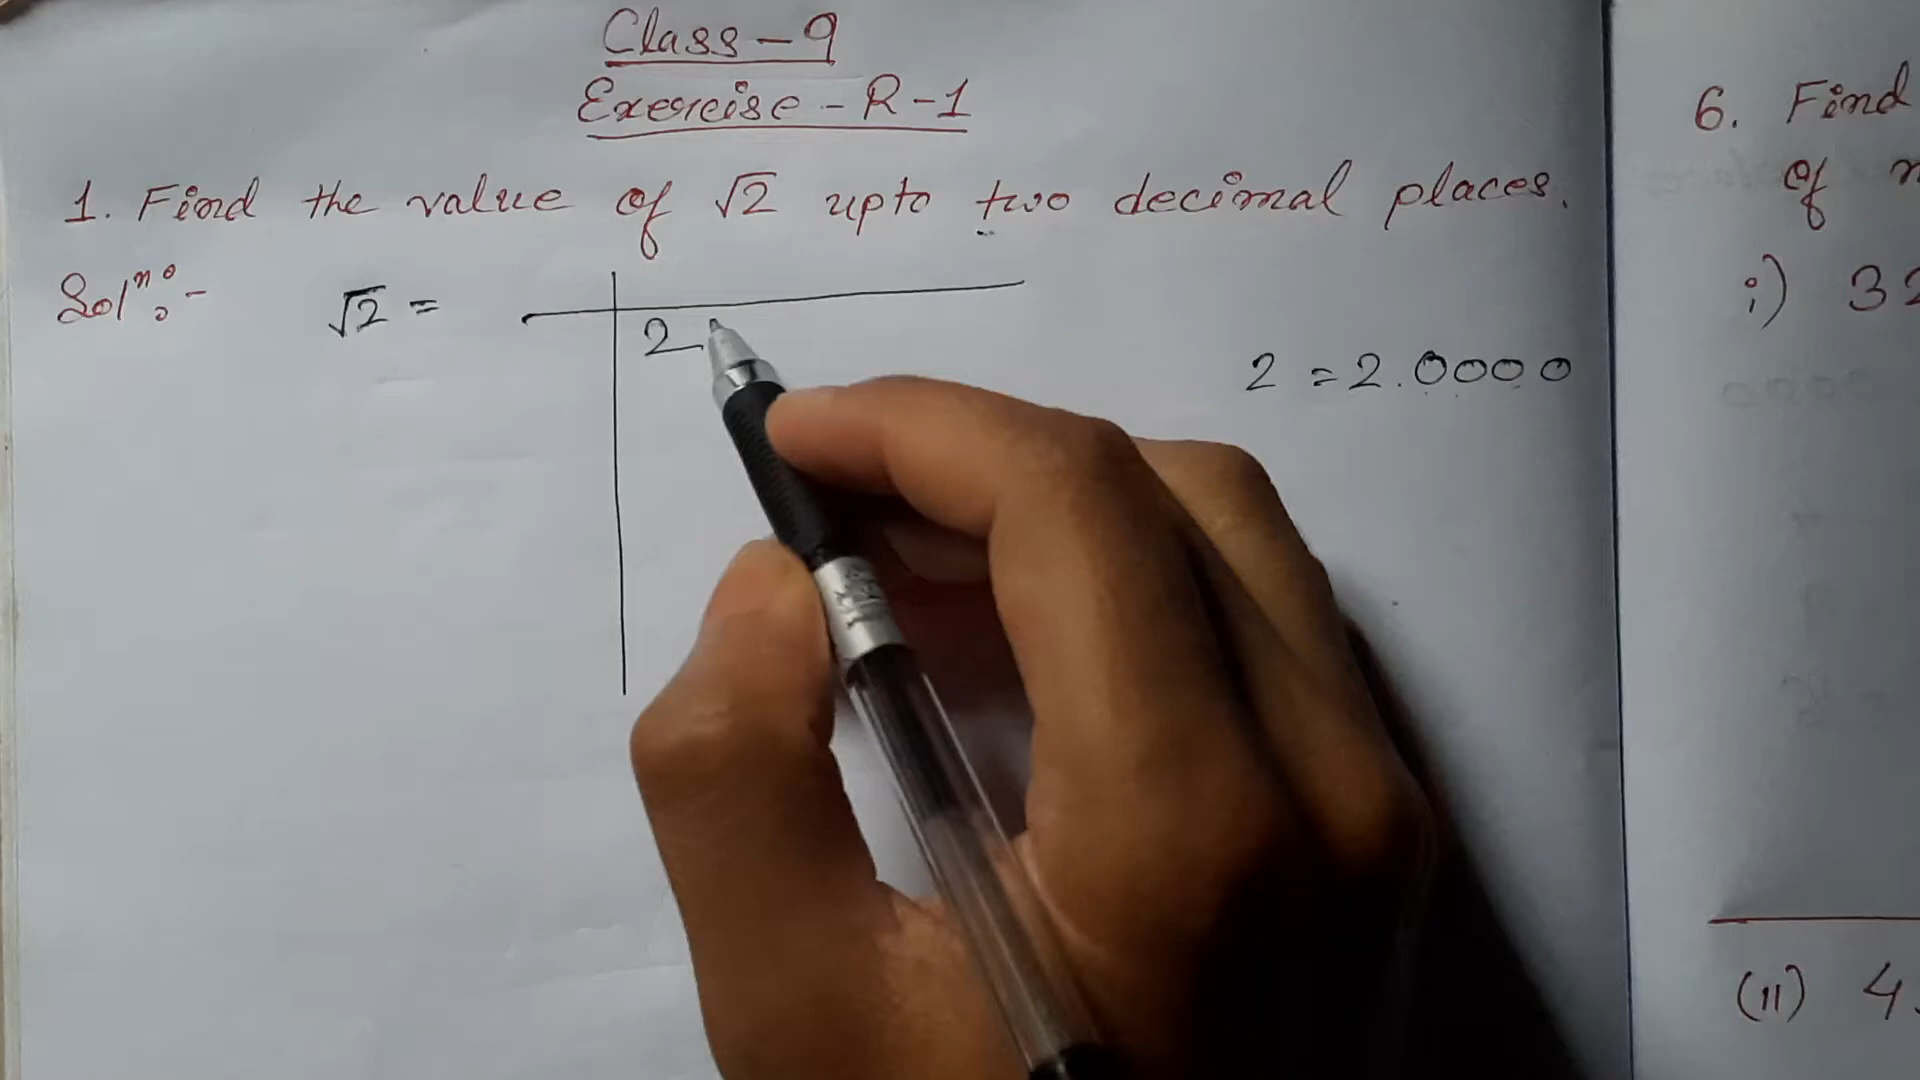 Class - 9
Exercise - R - 1
1. Find the value of √2 upto two decimal places.
Solⁿ:- √2 =
2
2 = 2.0000
6. Find
of
i) 32
(ii) 4.